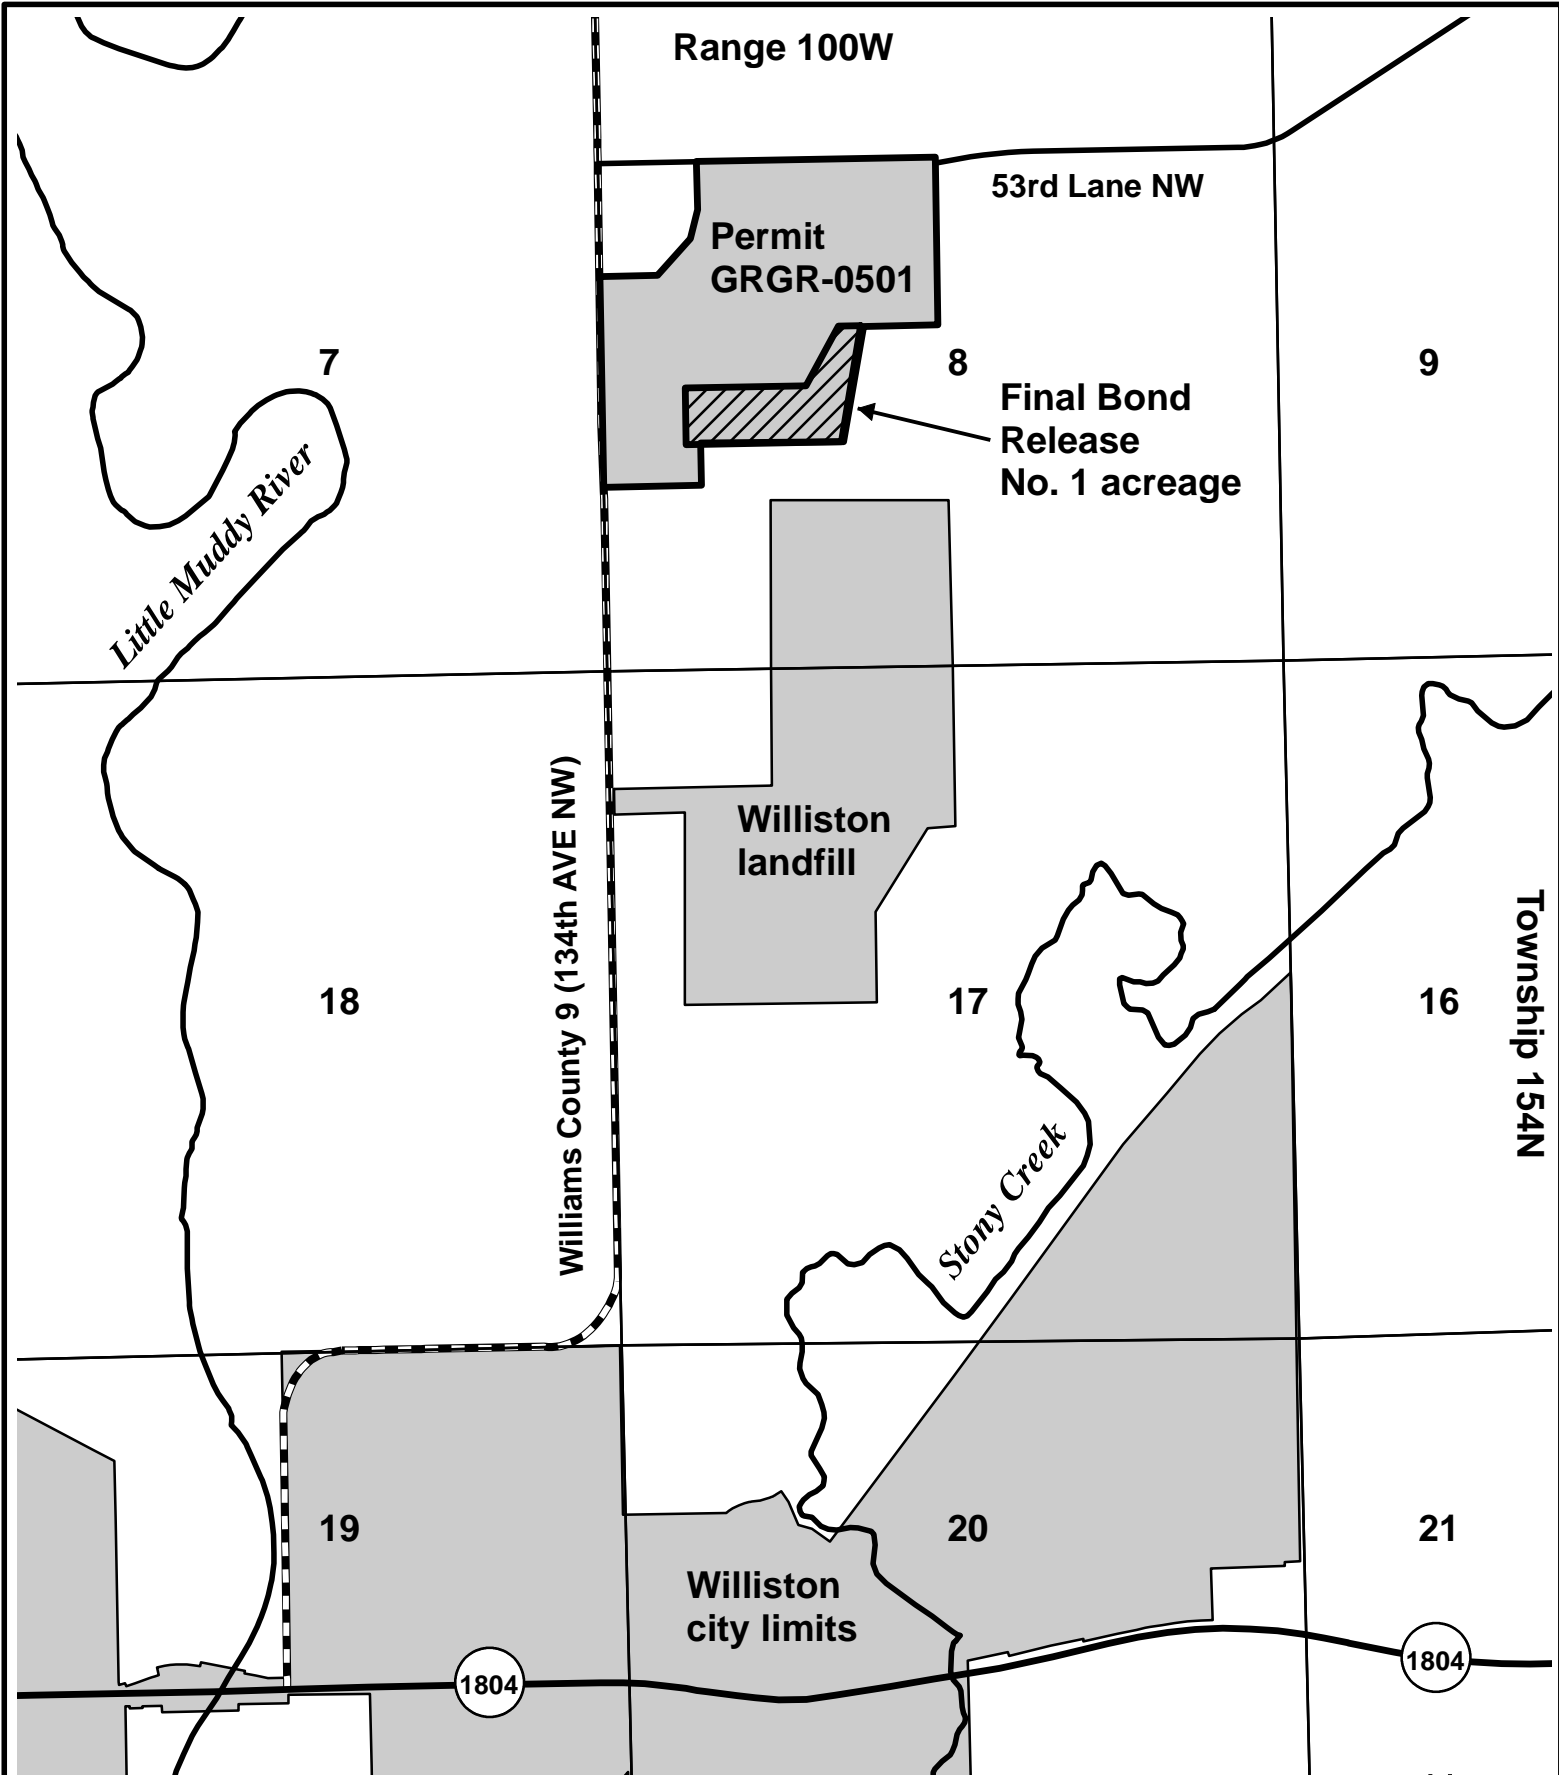 Range 100W
53rd Lane NW
Permit
GRGR-0501
7
8
9
Final Bond
Release
No. 1 acreage
Little Muddy River
Williams County 9 (134th AVE NW)
Williston
landfill
Township 154N
18
17
16
Stony Creek
19
20
21
Williston
city limits
1804
1804